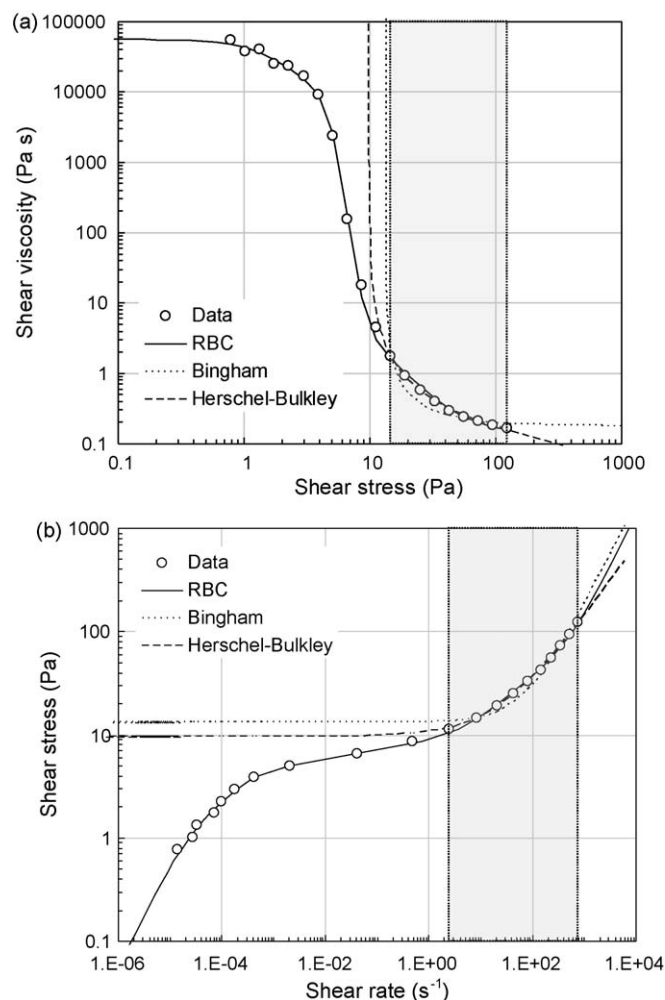 (a)
100000
10000
1000
100
10
1
0.1
Shear viscosity (Pa s)
Data
RBC
Bingham
Herschel-Bulkley
0.1 1 10 100 1000
Shear stress (Pa)
(b)
1000
100
10
1
0.1
Shear stress (Pa)
Data
RBC
Bingham
Herschel-Bulkley
1.E-06 1.E-04 1.E-02 1.E+00 1.E+02 1.E+04
Shear rate (s⁻¹)